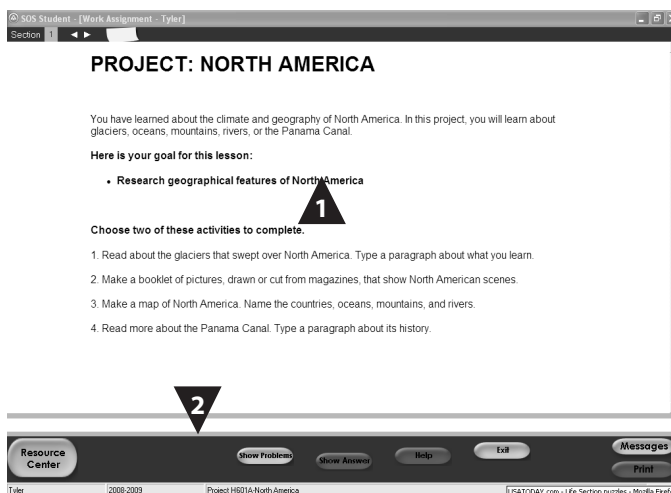 SOS Student - [Work Assignment - Tyler]
Section 1
PROJECT: NORTH AMERICA
You have learned about the climate and geography of North America. In this project, you will learn about
glaciers, oceans, mountains, rivers, or the Panama Canal.
Here is your goal for this lesson:
• Research geographical features of North America
1
Choose two of these activities to complete.
1. Read about the glaciers that swept over North America. Type a paragraph about what you learn.
2. Make a booklet of pictures, drawn or cut from magazines, that show North American scenes.
3. Make a map of North America. Name the countries, oceans, mountains, and rivers.
4. Read more about the Panama Canal. Type a paragraph about its history.
2
Resource
Center
Show Problems
Show Answer
Help
Exit
Messages
Print
Tyler
2008-2009
Project H601A-North America
USATODAY.com - Life Section puzzles - Mozilla Firef